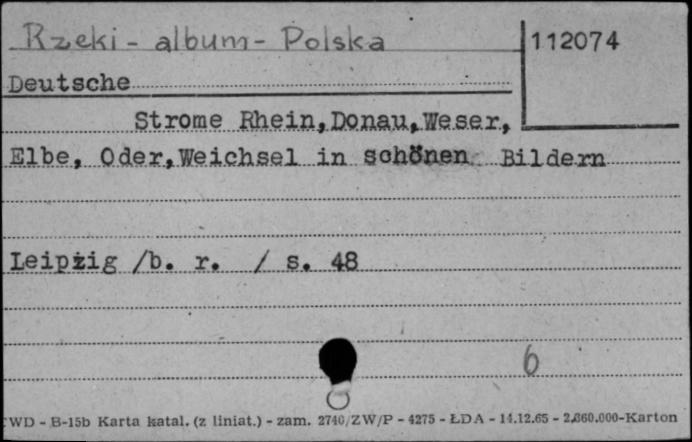 Rzeki - album - Polska
112074
Deutsche
Strome Rhein,Donau,Weser,
Elbe, Oder,Weichsel in schönen Bildern
Leipzig /b. r. / s. 48
6
WD - B-15b Karta katal. (z liniat.) - zam. 2740/ZW/P - 4275 - ŁDA - 14.12.65 - 2.860.000-Karton